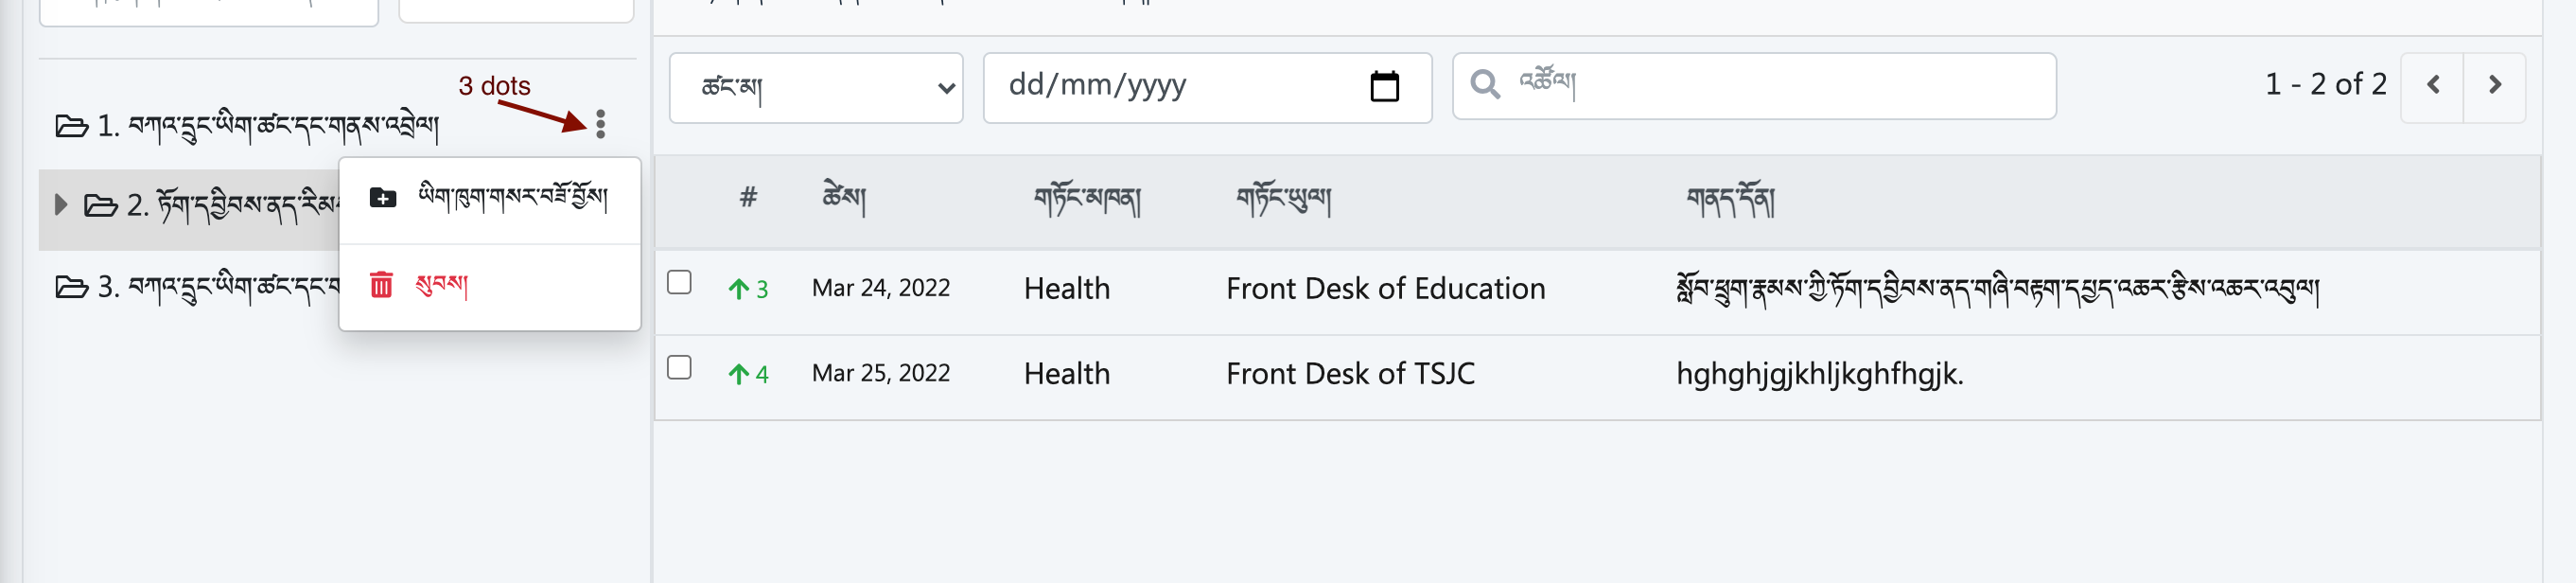 3 dots
1. བཀའ་དྲུང་ཡིག་ཚང་དང་གནས་འབྲེལ།
ཡིག་ཁུག་གསར་བཟོ་བྱོས།
2. ཏོག་དབྱིབས་ནད་རིམས
སུབས།
3. བཀའ་དྲུང་ཡིག་ཚང་དང་ག
ཚང་མ། dd/mm/yyyy འཚོལ། 1 - 2 of 2
# ཚེས། གཏོང་མཁན། གཏོང་ཡུལ། གནད་དོན།
3 Mar 24, 2022 Health Front Desk of Education སློབ་ཕྲུག་རྣམས་ཀྱི་ཏོག་དབྱིབས་ནད་གཞི་བརྟག་དཔྱད་འཆར་རྩིས་འཆར་འབུལ།
4 Mar 25, 2022 Health Front Desk of TSJC hghghjgjkhljkghfhgjk.